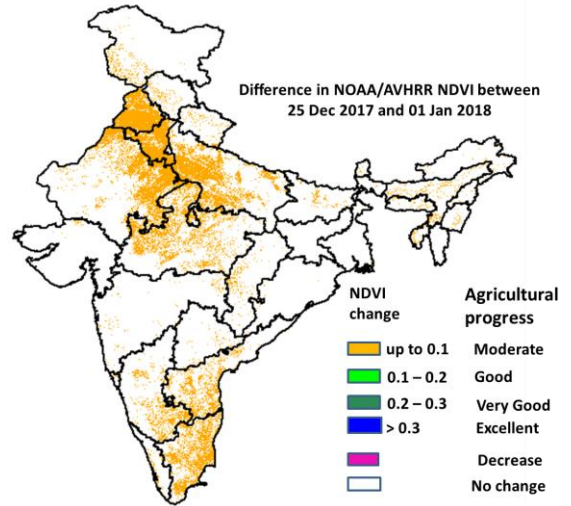 Difference in NOAA/AVHRR NDVI between
25 Dec 2017 and 01 Jan 2018
NDVI change Agricultural progress
up to 0.1 Moderate
0.1 – 0.2 Good
0.2 – 0.3 Very Good
> 0.3 Excellent
Decrease
No change